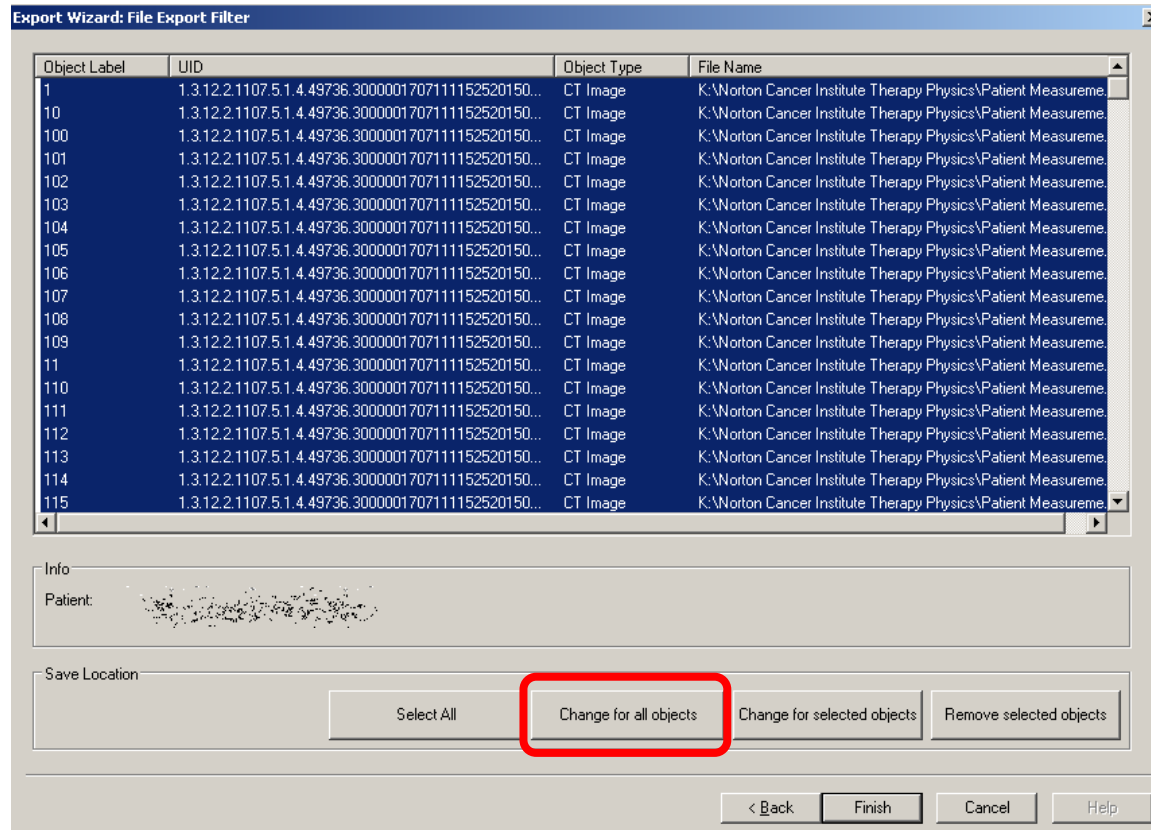 Export Wizard: File Export Filter
Object Label UID Object Type File Name
1 1.3.12.2.1107.5.1.4.49736.3000001707111152520150... CT Image K:\Norton Cancer Institute Therapy Physics\Patient Measureme.
10 1.3.12.2.1107.5.1.4.49736.3000001707111152520150... CT Image K:\Norton Cancer Institute Therapy Physics\Patient Measureme.
100 1.3.12.2.1107.5.1.4.49736.3000001707111152520150... CT Image K:\Norton Cancer Institute Therapy Physics\Patient Measureme.
101 1.3.12.2.1107.5.1.4.49736.3000001707111152520150... CT Image K:\Norton Cancer Institute Therapy Physics\Patient Measureme.
102 1.3.12.2.1107.5.1.4.49736.3000001707111152520150... CT Image K:\Norton Cancer Institute Therapy Physics\Patient Measureme.
103 1.3.12.2.1107.5.1.4.49736.3000001707111152520150... CT Image K:\Norton Cancer Institute Therapy Physics\Patient Measureme.
104 1.3.12.2.1107.5.1.4.49736.3000001707111152520150... CT Image K:\Norton Cancer Institute Therapy Physics\Patient Measureme.
105 1.3.12.2.1107.5.1.4.49736.3000001707111152520150... CT Image K:\Norton Cancer Institute Therapy Physics\Patient Measureme.
106 1.3.12.2.1107.5.1.4.49736.3000001707111152520150... CT Image K:\Norton Cancer Institute Therapy Physics\Patient Measureme.
107 1.3.12.2.1107.5.1.4.49736.3000001707111152520150... CT Image K:\Norton Cancer Institute Therapy Physics\Patient Measureme.
108 1.3.12.2.1107.5.1.4.49736.3000001707111152520150... CT Image K:\Norton Cancer Institute Therapy Physics\Patient Measureme.
109 1.3.12.2.1107.5.1.4.49736.3000001707111152520150... CT Image K:\Norton Cancer Institute Therapy Physics\Patient Measureme.
11 1.3.12.2.1107.5.1.4.49736.3000001707111152520150... CT Image K:\Norton Cancer Institute Therapy Physics\Patient Measureme.
110 1.3.12.2.1107.5.1.4.49736.3000001707111152520150... CT Image K:\Norton Cancer Institute Therapy Physics\Patient Measureme.
111 1.3.12.2.1107.5.1.4.49736.3000001707111152520150... CT Image K:\Norton Cancer Institute Therapy Physics\Patient Measureme.
112 1.3.12.2.1107.5.1.4.49736.3000001707111152520150... CT Image K:\Norton Cancer Institute Therapy Physics\Patient Measureme.
113 1.3.12.2.1107.5.1.4.49736.3000001707111152520150... CT Image K:\Norton Cancer Institute Therapy Physics\Patient Measureme.
114 1.3.12.2.1107.5.1.4.49736.3000001707111152520150... CT Image K:\Norton Cancer Institute Therapy Physics\Patient Measureme.
115 1.3.12.2.1107.5.1.4.49736.3000001707111152520150... CT Image K:\Norton Cancer Institute Therapy Physics\Patient Measureme.
Info
Patient:
Save Location
Select All Change for all objects Change for selected objects Remove selected objects
< Back Finish Cancel Help